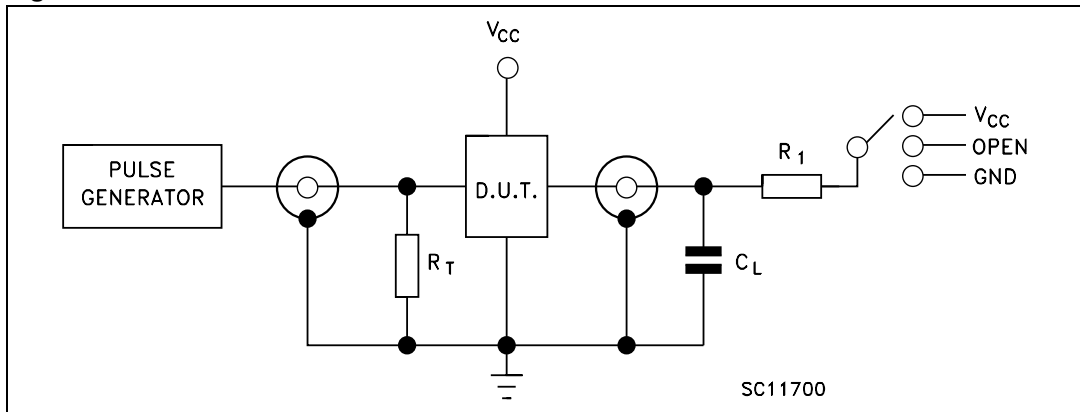 VCC
PULSE
GENERATOR
D.U.T.
RT
CL
R1
VCC
OPEN
GND
SC11700